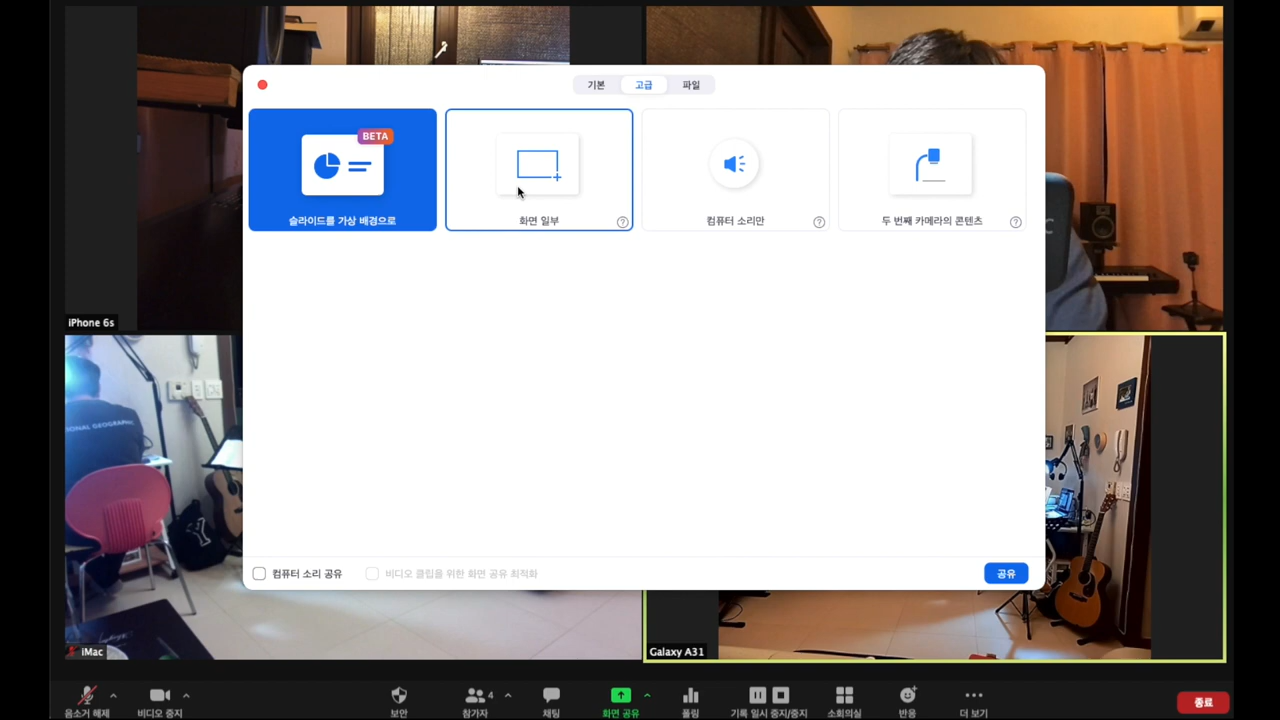 기본
고급
파일
BETA
슬라이드를 가상 배경으로
화면 일부
?
컴퓨터 소리만
?
두 번째 카메라의 콘텐츠
?
iPhone 6s
컴퓨터 소리 공유
비디오 클립을 위한 화면 공유 최적화
공유
iMac
Galaxy A31
음소거 해제
비디오 중지
보안
참가자
4
채팅
화면 공유
폴링
기록 일시 중지/중지
소회의실
반응
더 보기
종료